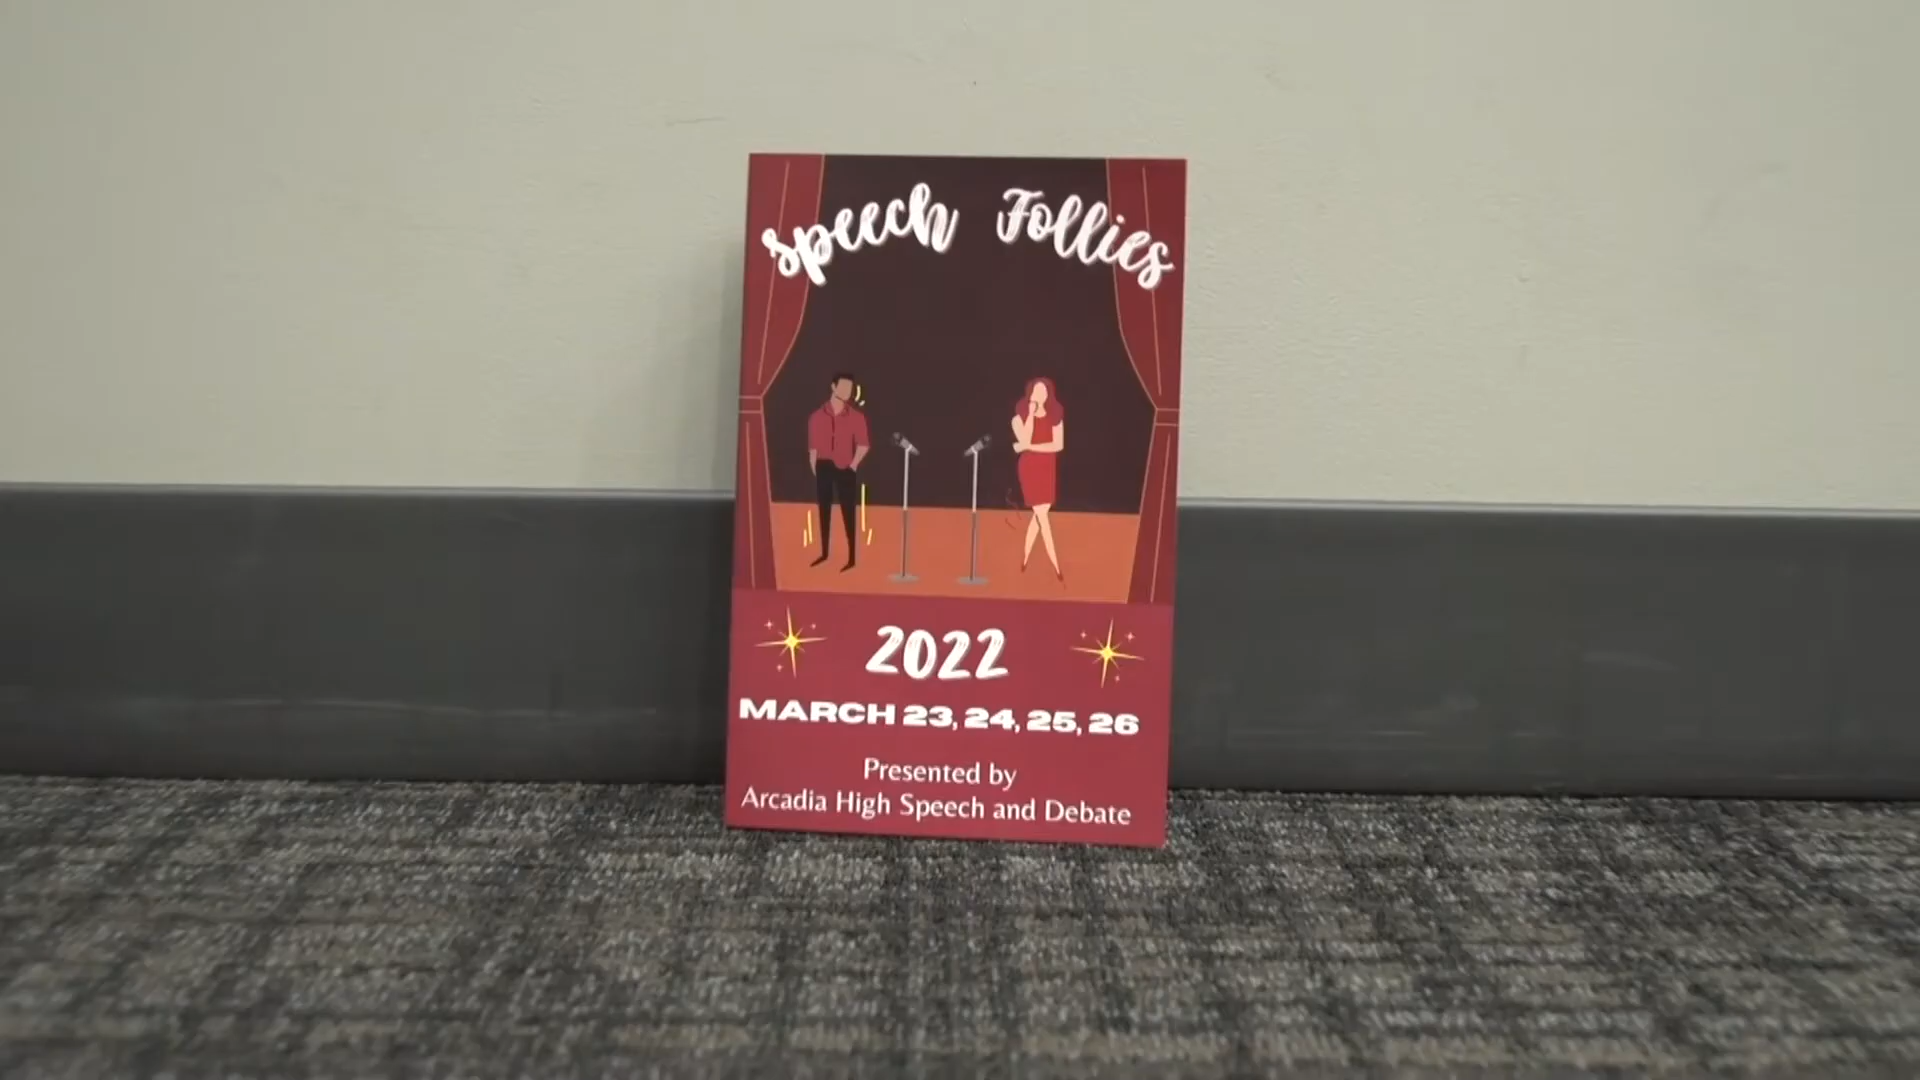 Speech Follies
2022
MARCH 23, 24, 25, 26
Presented by
Arcadia High Speech and Debate